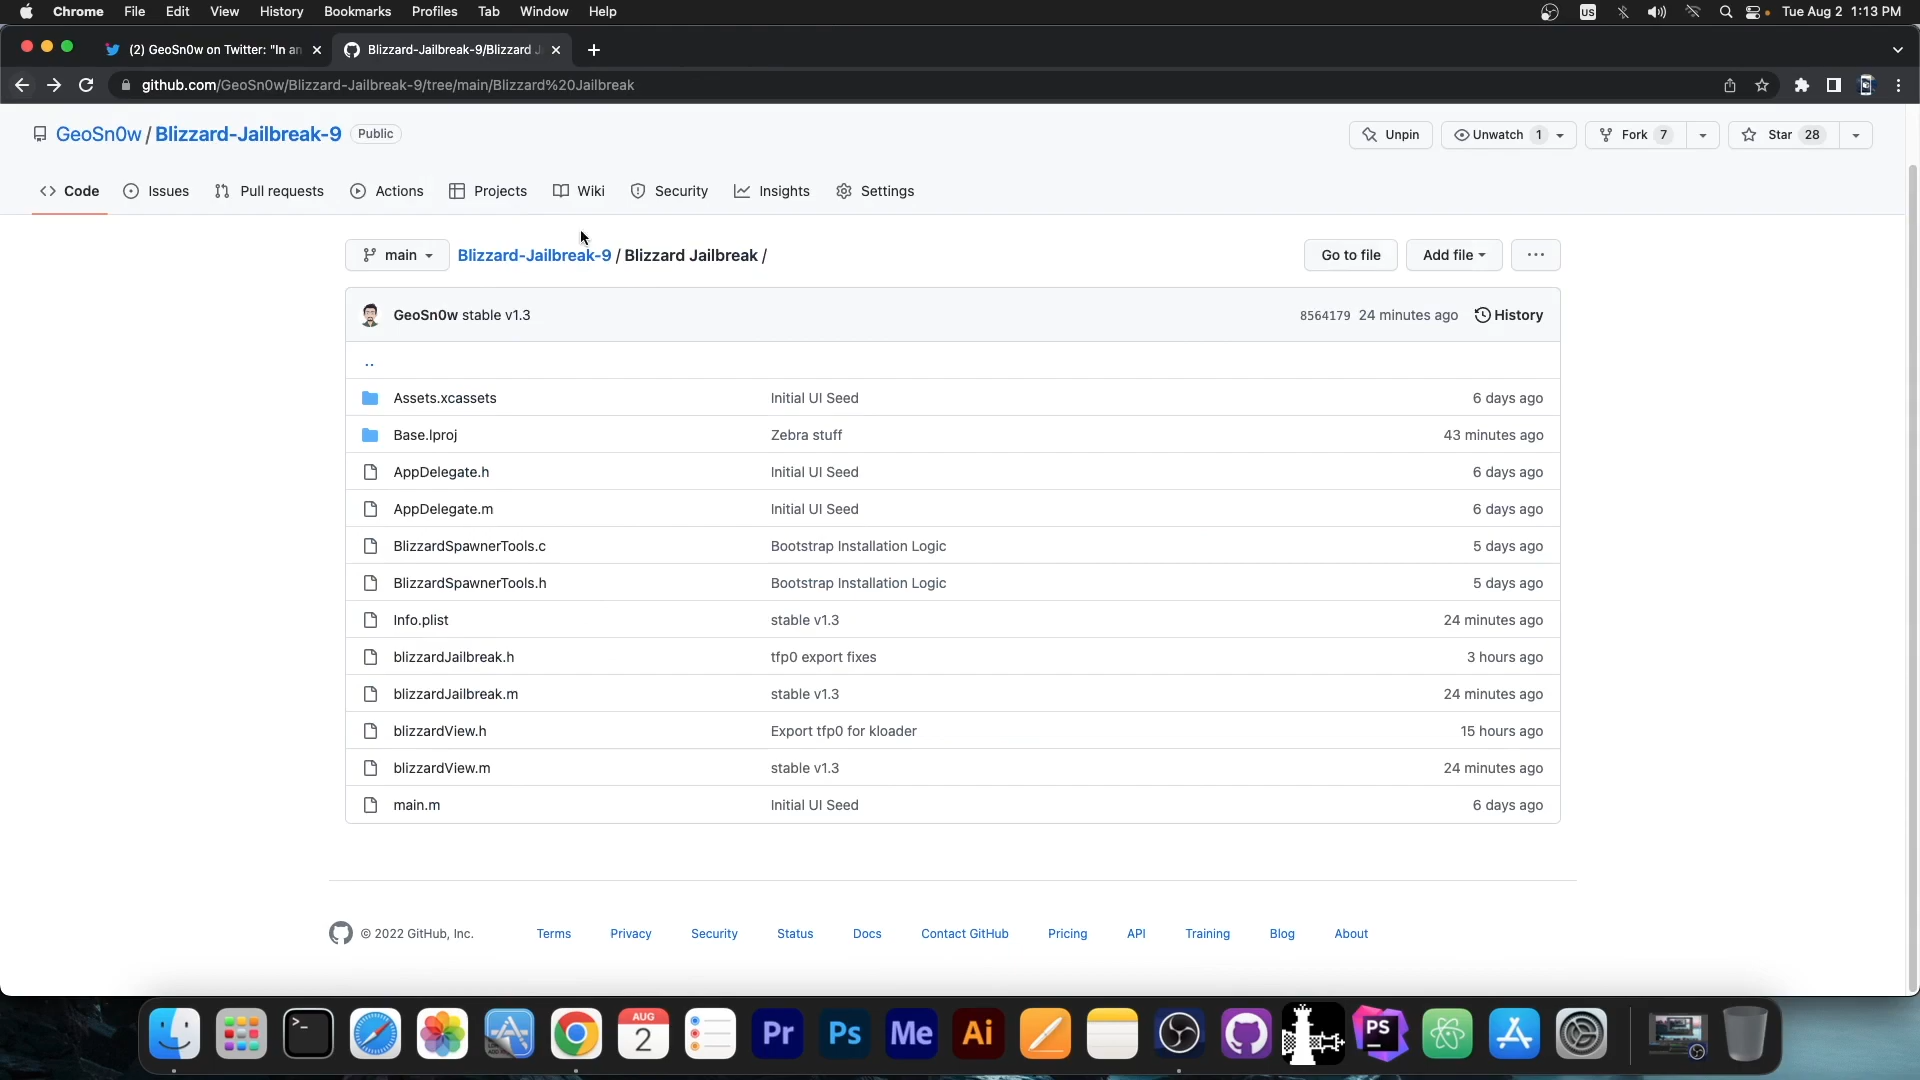 Chrome File Edit View History Bookmarks Profiles Tab Window Help US Tue Aug 2 1:13 PM
(2) GeoSn0w on Twitter: "In an Blizzard-Jailbreak-9/Blizzard J
github.com/GeoSn0w/Blizzard-Jailbreak-9/tree/main/Blizzard%20Jailbreak
GeoSn0w / Blizzard-Jailbreak-9 Public Unpin Unwatch 1 Fork 7 Star 28
Code Issues Pull requests Actions Projects Wiki Security Insights Settings
main Blizzard-Jailbreak-9 / Blizzard Jailbreak / Go to file Add file ...
GeoSn0w stable v1.3 8564179 24 minutes ago History
..
Assets.xcassets Initial UI Seed 6 days ago
Base.lproj Zebra stuff 43 minutes ago
AppDelegate.h Initial UI Seed 6 days ago
AppDelegate.m Initial UI Seed 6 days ago
BlizzardSpawnerTools.c Bootstrap Installation Logic 5 days ago
BlizzardSpawnerTools.h Bootstrap Installation Logic 5 days ago
Info.plist stable v1.3 24 minutes ago
blizzardJailbreak.h tfp0 export fixes 3 hours ago
blizzardJailbreak.m stable v1.3 24 minutes ago
blizzardView.h Export tfp0 for kloader 15 hours ago
blizzardView.m stable v1.3 24 minutes ago
main.m Initial UI Seed 6 days ago
© 2022 GitHub, Inc. Terms Privacy Security Status Docs Contact GitHub Pricing API Training Blog About
AUG
2 Pr Ps Me Ai PS